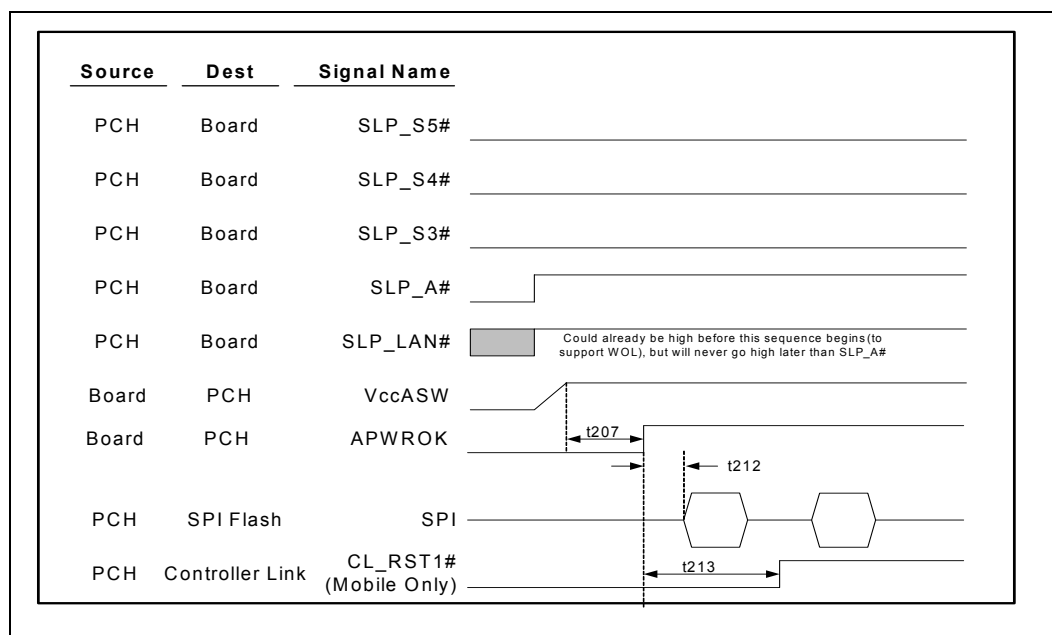 Source Dest Signal Name
PCH Board SLP_S5#
PCH Board SLP_S4#
PCH Board SLP_S3#
PCH Board SLP_A#
PCH Board SLP_LAN#
Could already be high before this sequence begins(to
support WOL), but will never go high later than SLP_A#
Board PCH VccASW
Board PCH APWROK
t207
t212
PCH SPI Flash SPI
PCH Controller Link CL_RST1#
(Mobile Only)
t213